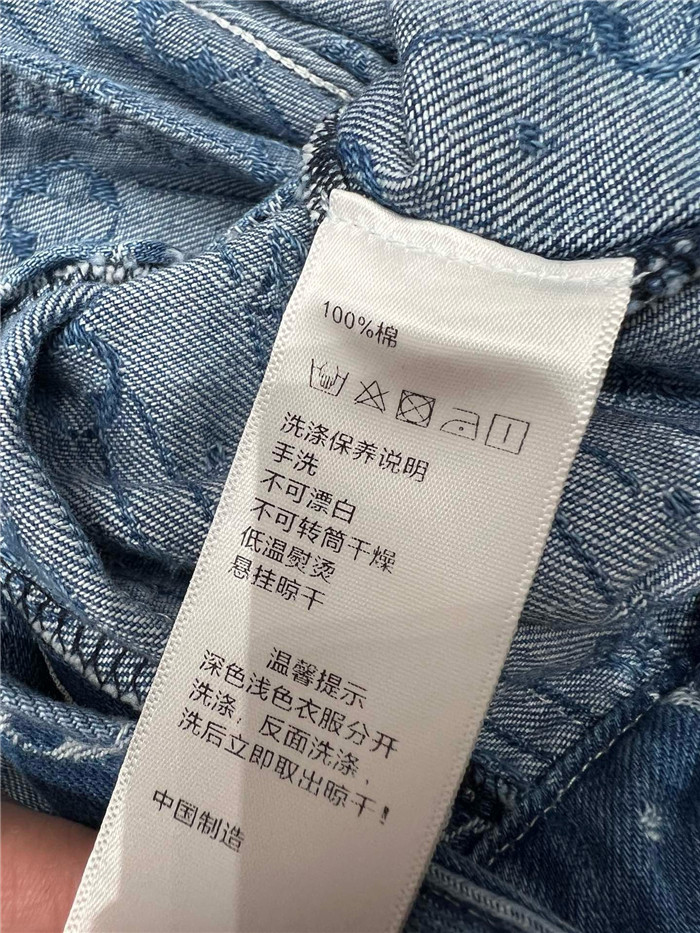 100%棉
洗涤保养说明
手洗
不可漂白
不可转筒干燥
低温熨烫
悬挂晾干
温馨提示
深色浅色衣服分开
洗涤，反面洗涤，
洗后立即取出晾干！
中国制造